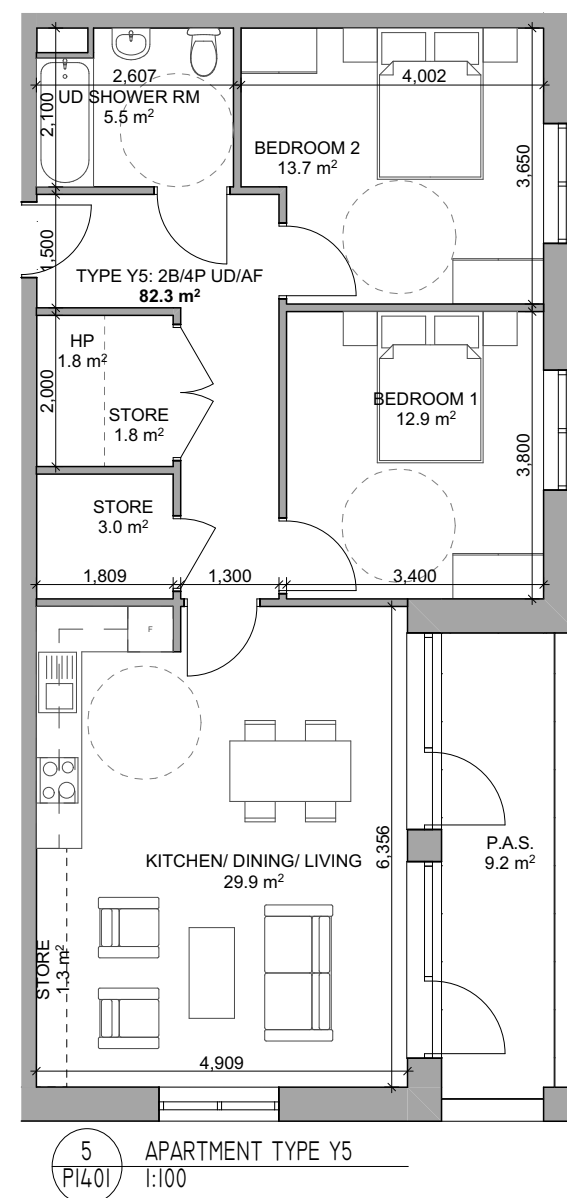 2,607
4,002
UD SHOWER RM
5.5 m²
2,100
BEDROOM 2
13.7 m²
3,650
1,500
TYPE Y5: 2B/4P UD/AF
82.3 m²
HP
1.8 m²
2,000
STORE
1.8 m²
BEDROOM 1
12.9 m²
3,800
STORE
3.0 m²
1,809
1,300
3,400
F
KITCHEN/ DINING/ LIVING
29.9 m²
6,356
P.A.S.
9.2 m²
STORE
1.3 m²
4,909
5
P1401
APARTMENT TYPE Y5
1:100